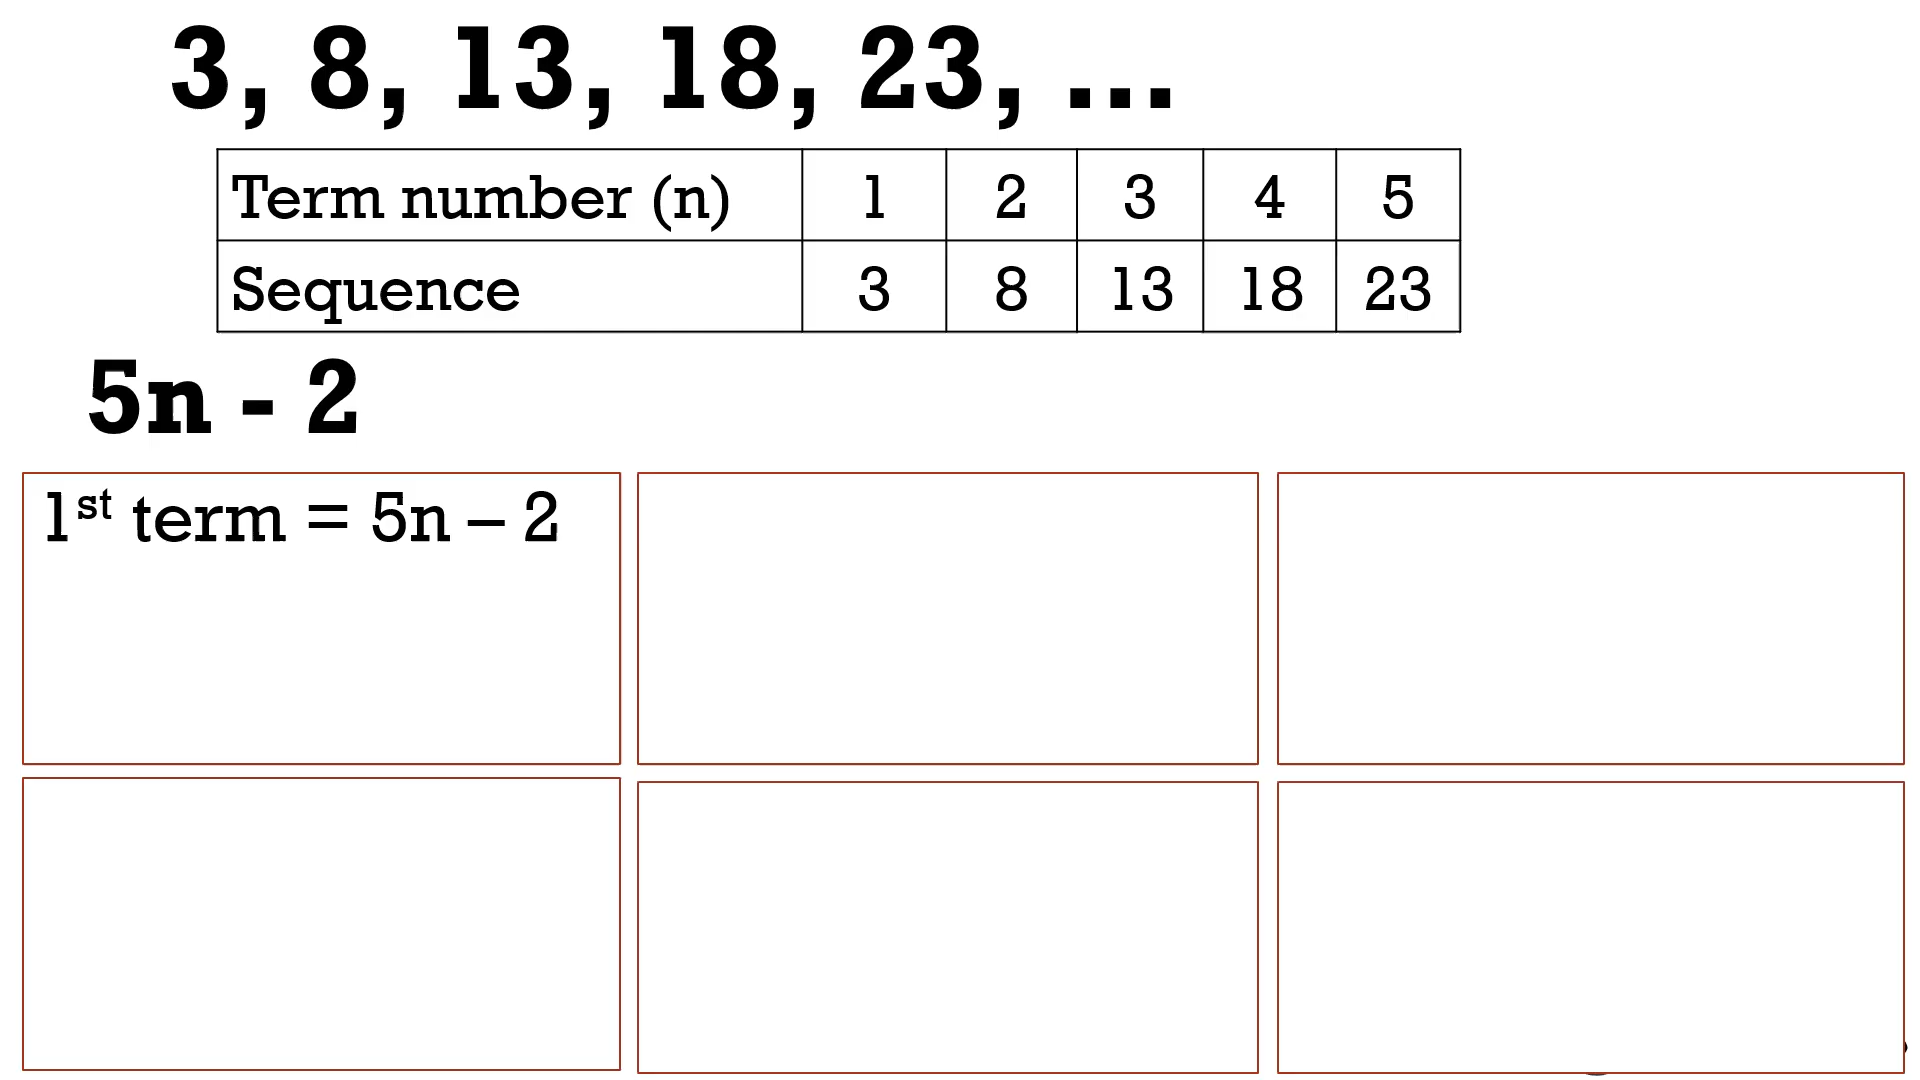 3, 8, 13, 18, 23, ...
Term number (n) 1 2 3 4 5
Sequence 3 8 13 18 23
5n - 2
1st term = 5n – 2